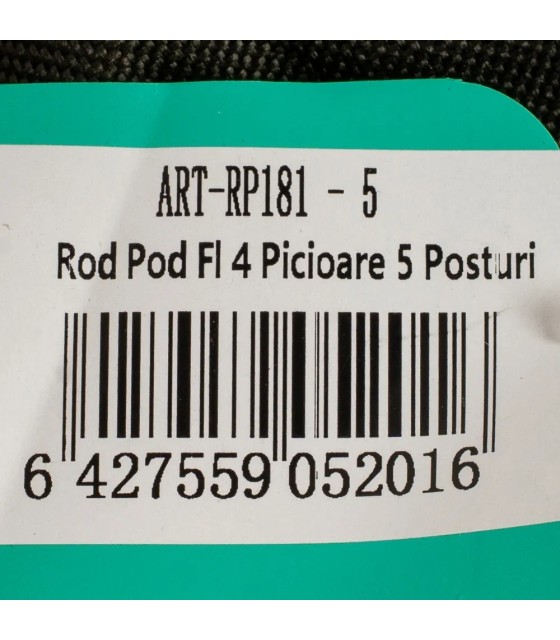 ART-RP181 - 5
Rod Pod Fl 4 Picioare 5 Posturi
6 427559 052016